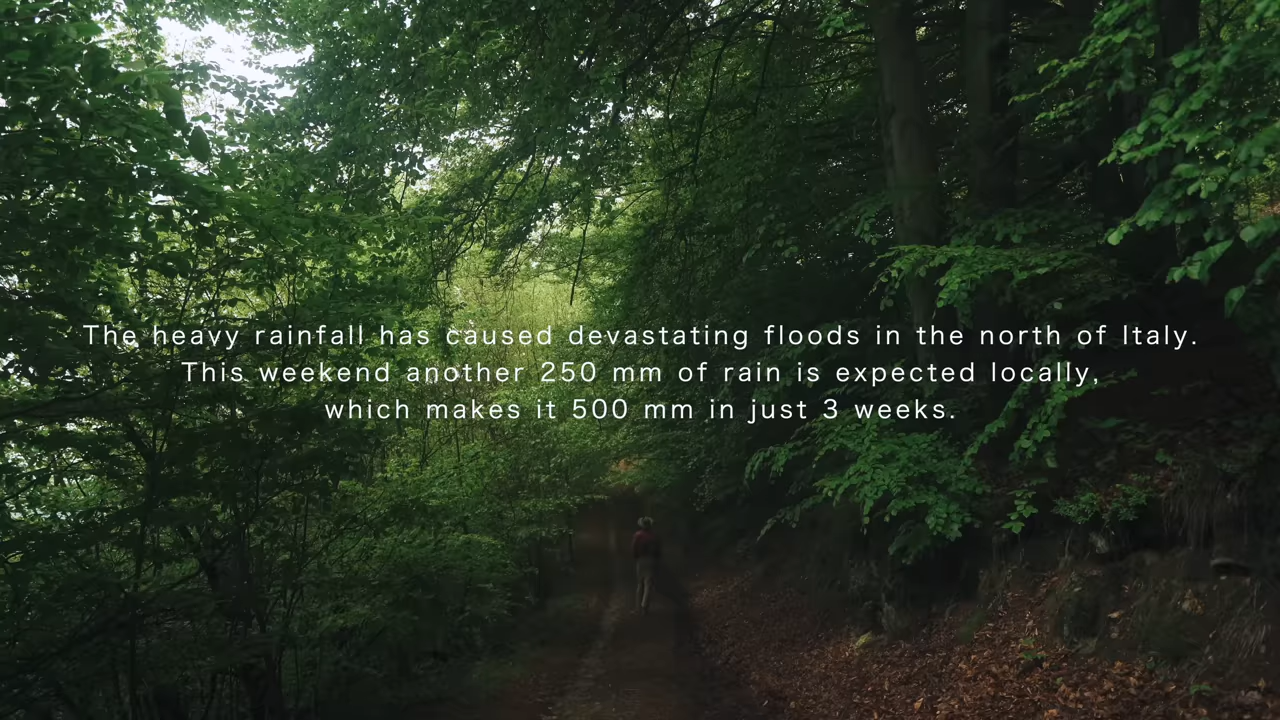 The heavy rainfall has caused devastating floods in the north of Italy.
This weekend another 250 mm of rain is expected locally,
which makes it 500 mm in just 3 weeks.